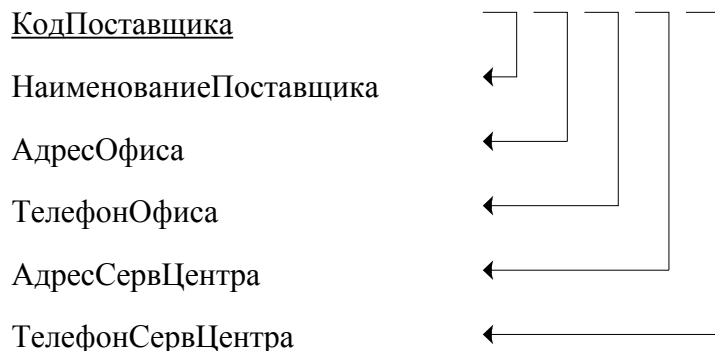 КодПоставщика
НаименованиеПоставщика
АдресОфиса
ТелефонОфиса
АдресСервЦентра
ТелефонСервЦентра